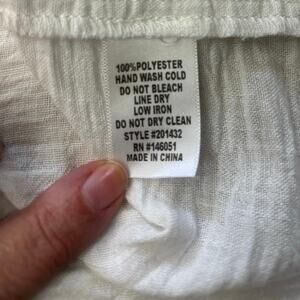 100%POLYESTER
HAND WASH COLD
DO NOT BLEACH
LINE DRY
LOW IRON
DO NOT DRY CLEAN
STYLE #201432
RN #146051
MADE IN CHINA